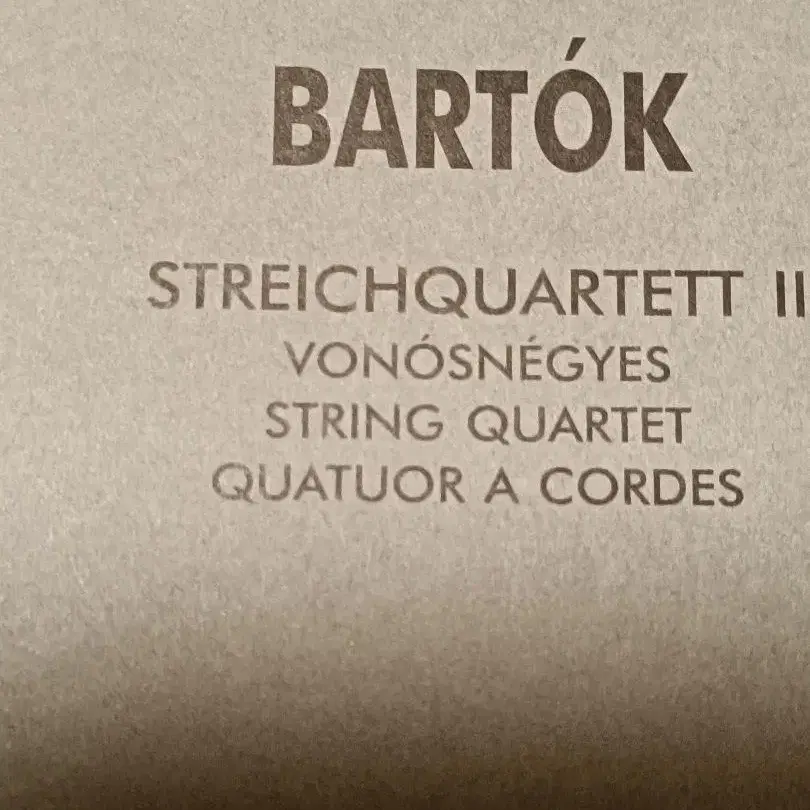 BARTÓK
STREICHQUARTETT II
VONÓSNÉGYES
STRING QUARTET
QUATUOR A CORDES